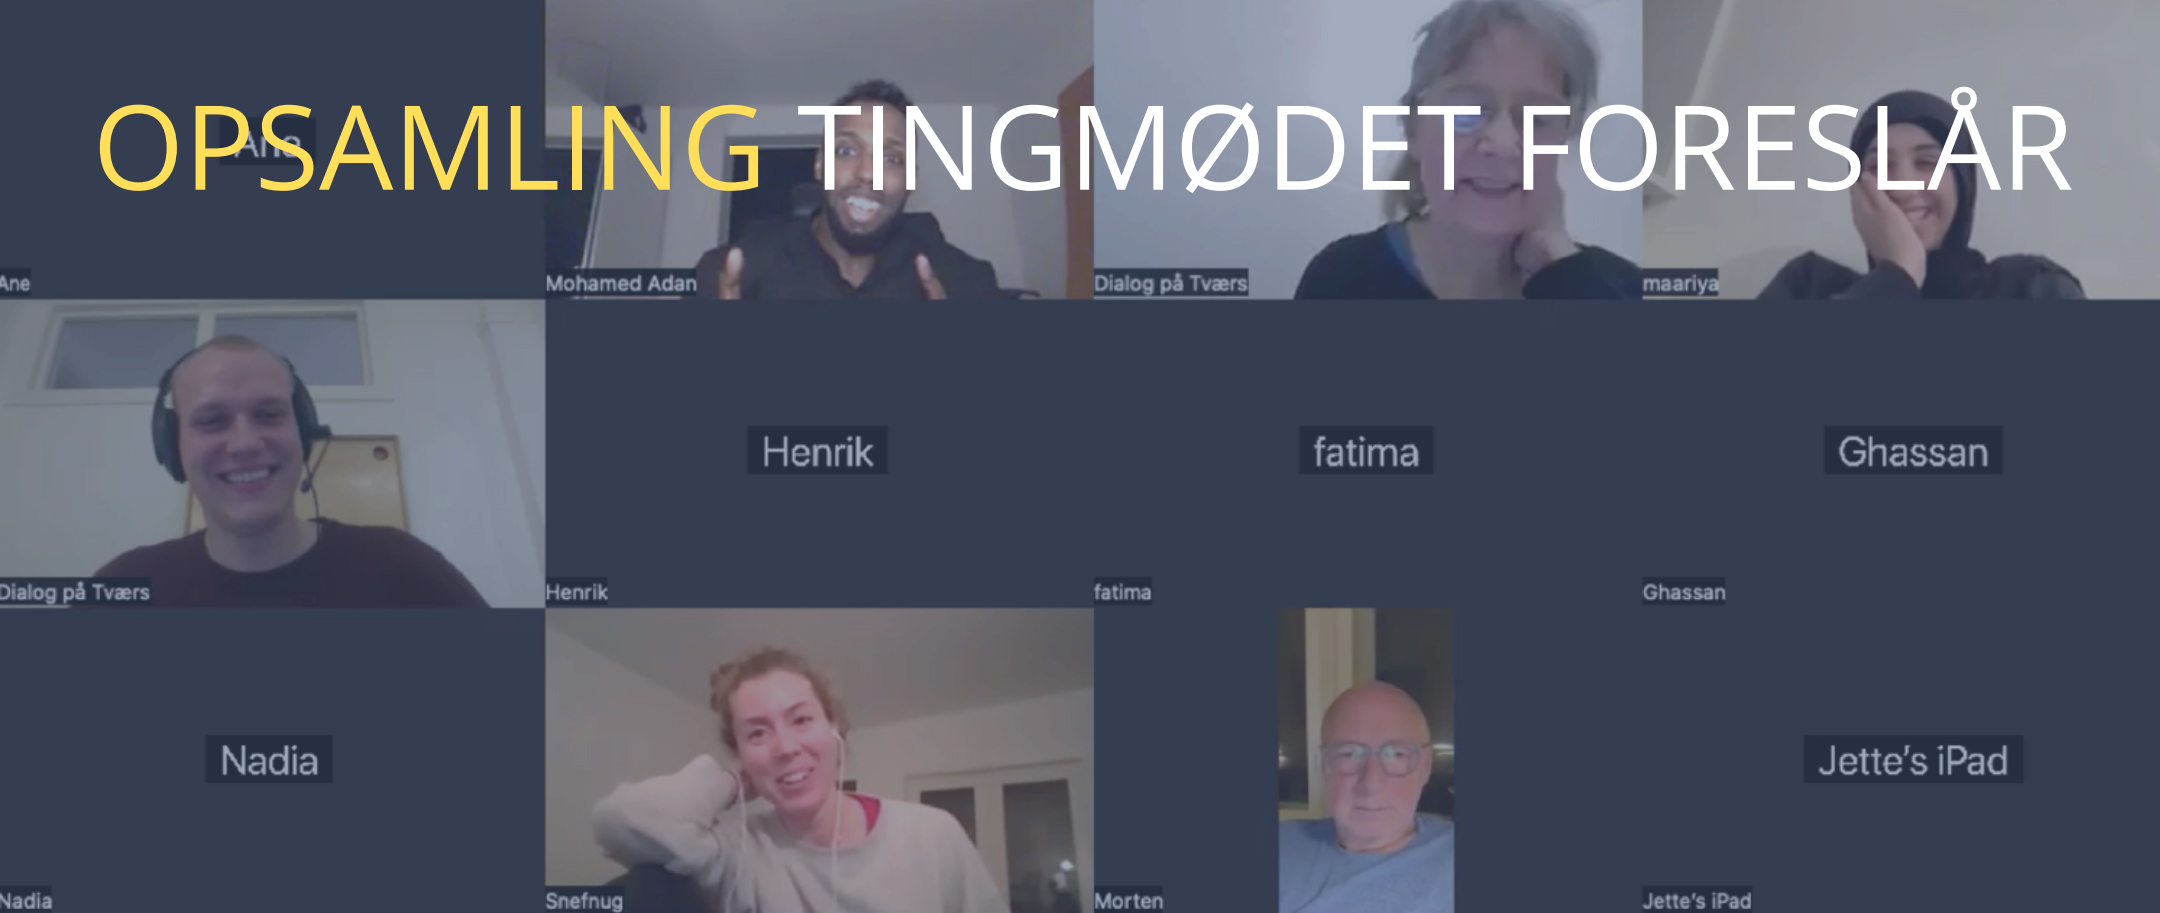 OPSAMLING TINGMØDET FORESLÅR
Ane
Ane
Mohamed Adan
Dialog på Tværs
maariya
Dialog på Tværs
Henrik
Henrik
fatima
fatima
Ghassan
Ghassan
Nadia
Nadia
Snefnug
Morten
Jette's iPad
Jette's iPad